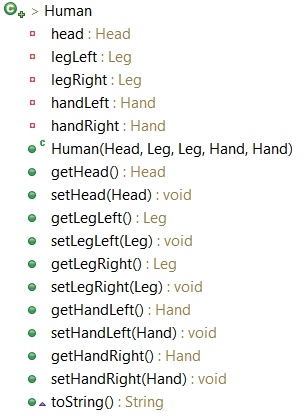 > Human
head : Head
legLeft : Leg
legRight : Leg
handLeft : Hand
handRight : Hand
C Human(Head, Leg, Leg, Hand, Hand)
getHead() : Head
setHead(Head) : void
getLegLeft() : Leg
setLegLeft(Leg) : void
getLegRight() : Leg
setLegRight(Leg) : void
getHandLeft() : Hand
setHandLeft(Hand) : void
getHandRight() : Hand
setHandRight(Hand) : void
toString() : String